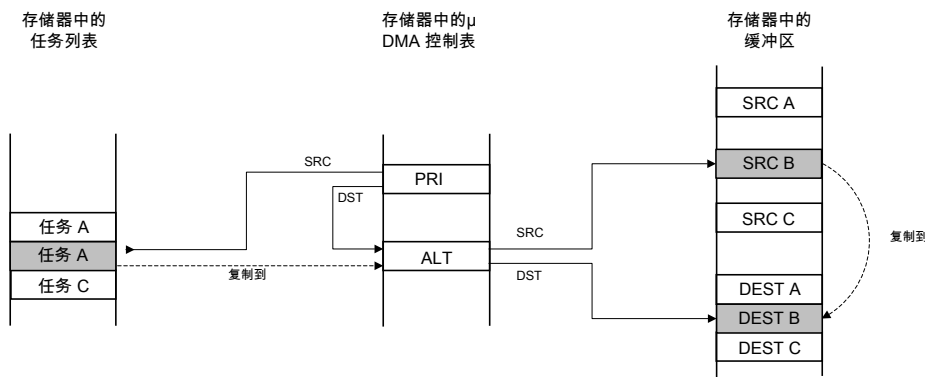 存储器中的
任务列表
存储器中的μ
DMA 控制表
存储器中的
缓冲区
SRC A
SRC
PRI
SRC B
DST
任务 A
SRC C
SRC
复制到
任务 A
ALT
复制到
DST
任务 C
DEST A
DEST B
DEST C